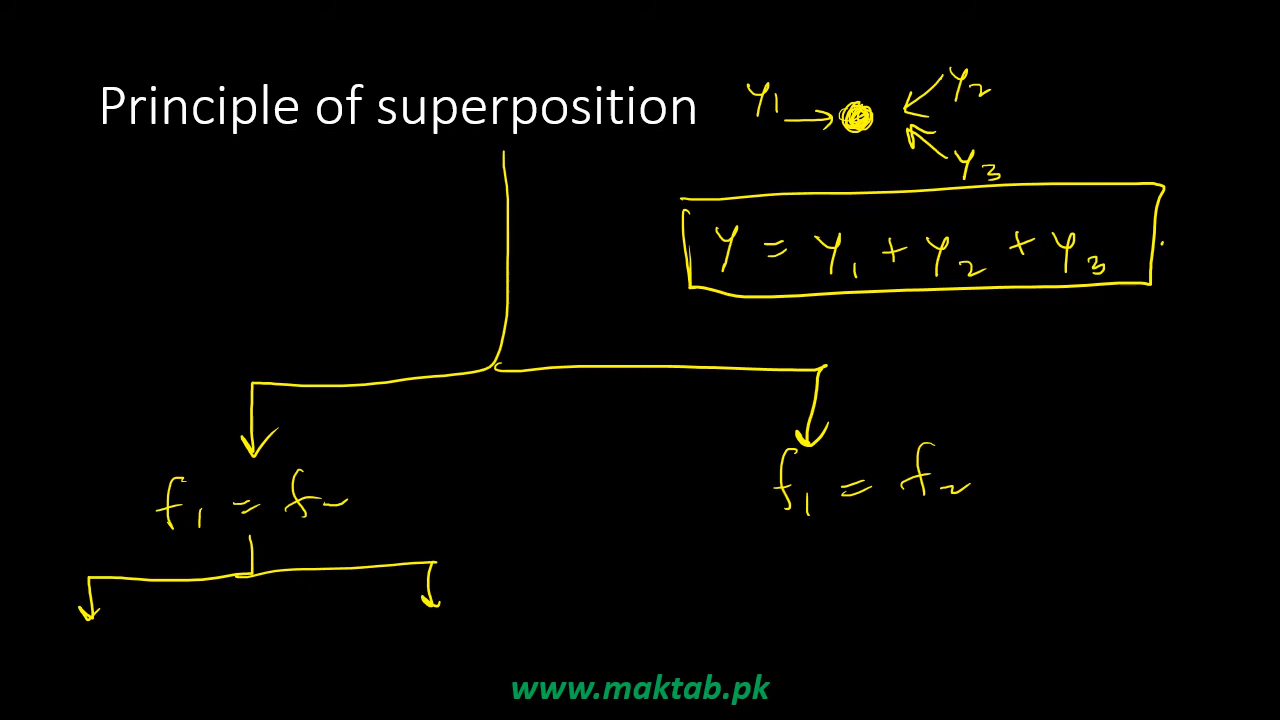 Principle of superposition
Y1
Y2
Y3
Y = Y1 + Y2 + Y3
f1 = f2
f1 = f2
www.maktab.pk